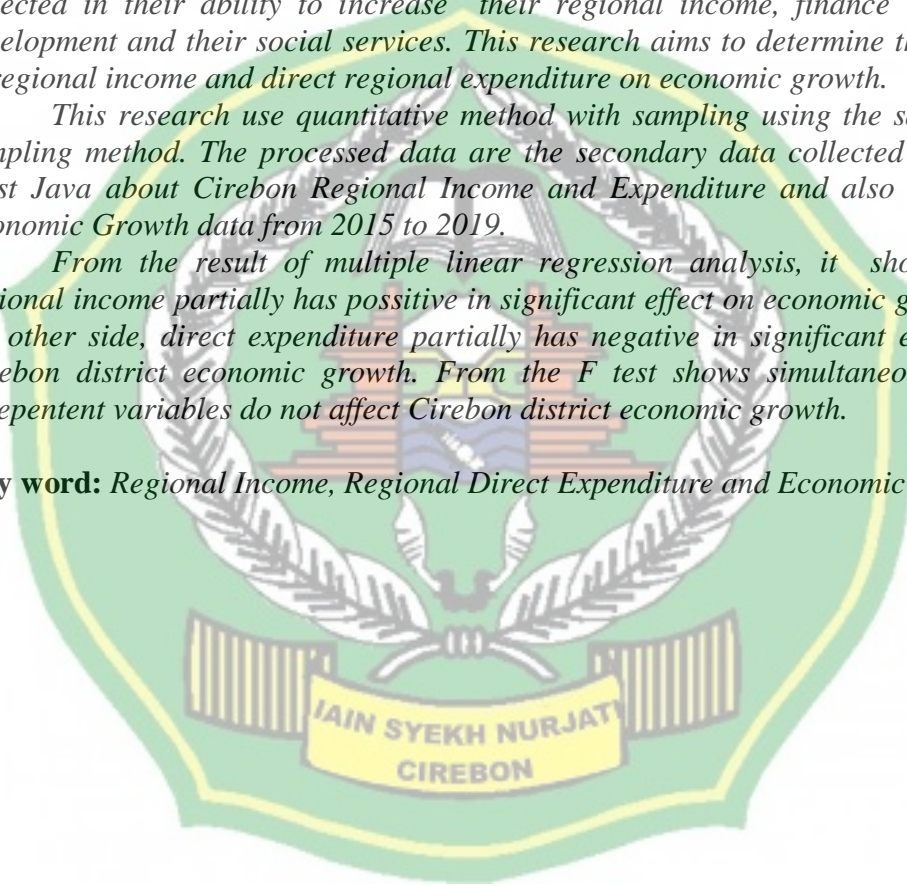 ected in their ability to increase their regional income, finance
elopment and their social services. This research aims to determine th
regional income and direct regional expenditure on economic growth.
This research use quantitative method with sampling using the sa
mpling method. The processed data are the secondary data collected
st Java about Cirebon Regional Income and Expenditure and also
onomic Growth data from 2015 to 2019.
From the result of multiple linear regression analysis, it sho
ional income partially has possitive in significant effect on economic g
other side, direct expenditure partially has negative in significant e
ebon district economic growth. From the F test shows simultaneo
epentent variables do not affect Cirebon district economic growth.
y word: Regional Income, Regional Direct Expenditure and Economic
IAIN SYEKH NURJATI
CIREBON